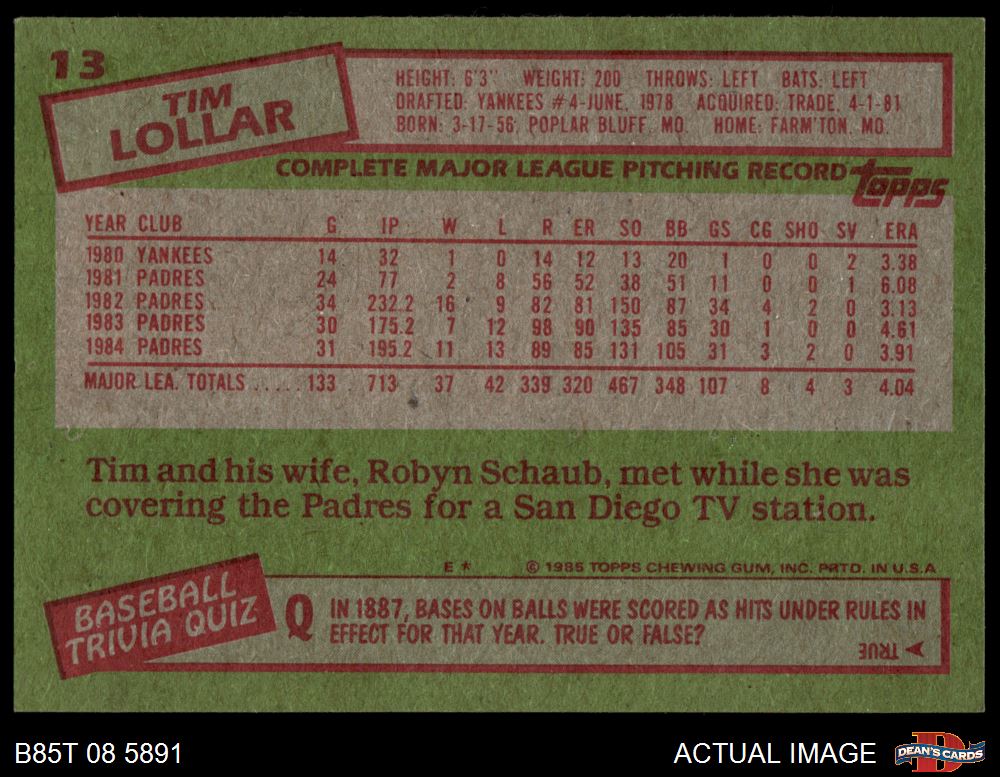 13
TIM
LOLLAR
HEIGHT: 6'3" WEIGHT: 200 THROWS: LEFT BATS: LEFT
DRAFTED: YANKEES #4-JUNE, 1978 ACQUIRED: TRADE, 4-1-81
BORN: 3-17-56, POPLAR BLUFF, MO. HOME: FARM'TON, MO.
COMPLETE MAJOR LEAGUE PITCHING RECORD topps
YEAR CLUB G IP W L R ER SO BB GS CG SHO SV ERA
1980 YANKEES 14 32 1 0 14 12 13 20 1 0 0 2 3.38
1981 PADRES 24 77 2 8 56 52 38 51 11 0 0 1 6.08
1982 PADRES 34 232.2 16 9 82 81 150 87 34 4 2 0 3.13
1983 PADRES 30 175.2 7 12 98 90 135 85 30 1 0 0 4.61
1984 PADRES 31 195.2 11 13 89 85 131 105 31 3 2 0 3.91
MAJOR LEA. TOTALS ..... 133 713 37 42 339 320 467 348 107 8 4 3 4.04
Tim and his wife, Robyn Schaub, met while she was
covering the Padres for a San Diego TV station.
E * © 1985 TOPPS CHEWING GUM, INC. PRTD. IN U.S.A
BASEBALL
TRIVIA QUIZ
Q IN 1887, BASES ON BALLS WERE SCORED AS HITS UNDER RULES IN
EFFECT FOR THAT YEAR. TRUE OR FALSE?
TRUE
B85T 08 5891
ACTUAL IMAGE
DEAN'S CARDS